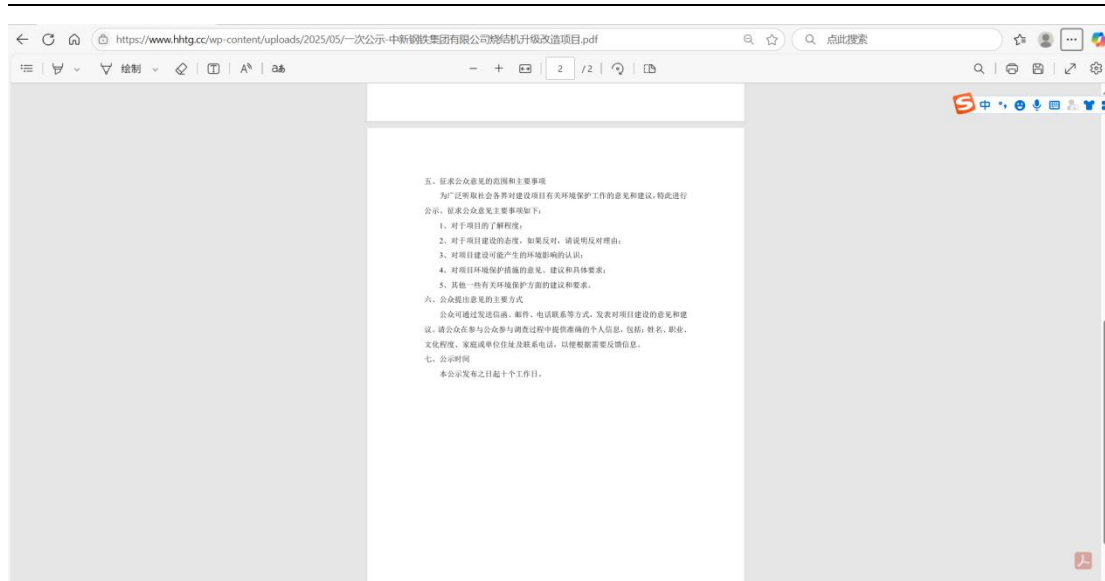 https://www.hhtg.cc/wp-content/uploads/2025/05/一次公示-中新钢铁集团有限公司烧结机升级改造项目.pdf
点此搜索
绘制
aあ
2 /2
中
五、征求公众意见的范围和主要事项
为广泛听取社会各界对建设项目有关环境保护工作的意见和建议,特此进行
公示。征求公众意见主要事项如下:
1、对于项目的了解程度;
2、对于项目建设的态度,如果反对,请说明反对理由;
3、对项目建设可能产生的环境影响的认识;
4、对项目环境保护措施的意见、建议和具体要求;
5、其他一些有关环境保护方面的建议和要求。
六、公众提出意见的主要方式
公众可通过发送信函、邮件、电话联系等方式,发表对项目建设的意见和建
议。请公众在参与公众参与调查过程中提供准确的个人信息,包括:姓名、职业、
文化程度、家庭或单位住址及联系电话,以便根据需要反馈信息。
七、公示时间
本公示发布之日起十个工作日。